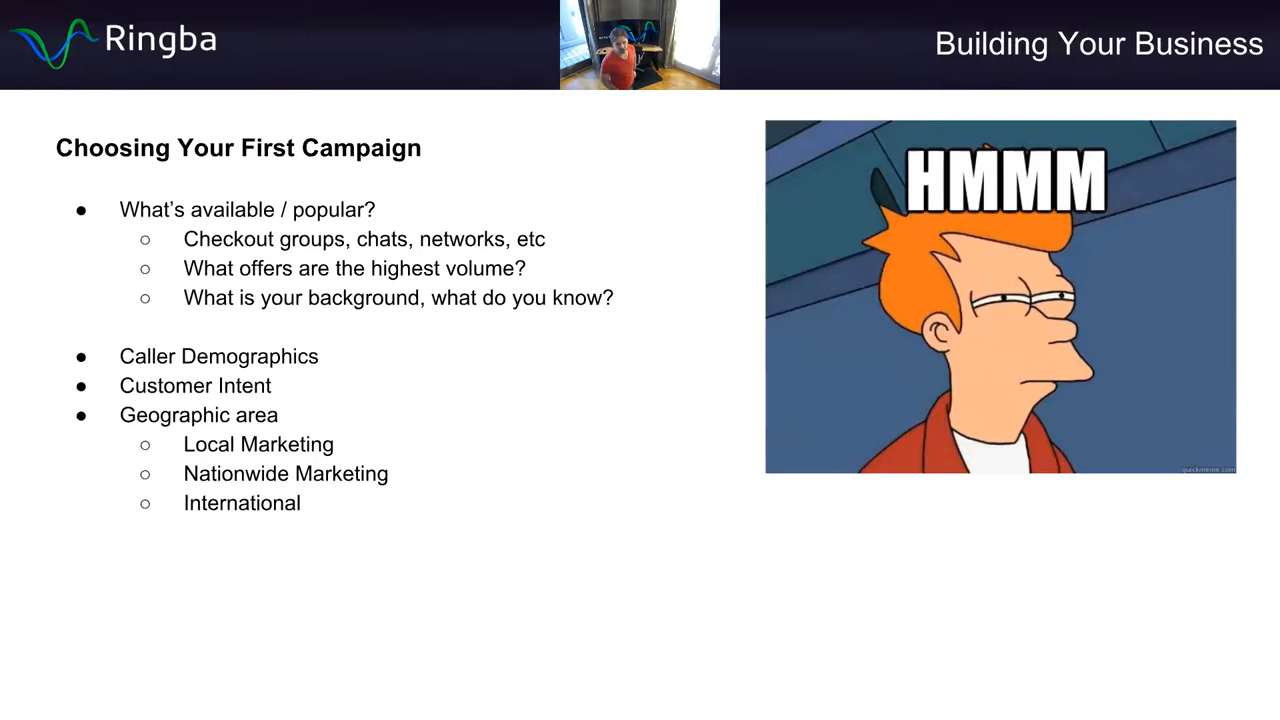 Ringba
Building Your Business
Choosing Your First Campaign
● What's available / popular?
○ Checkout groups, chats, networks, etc
○ What offers are the highest volume?
○ What is your background, what do you know?
● Caller Demographics
● Customer Intent
● Geographic area
○ Local Marketing
○ Nationwide Marketing
○ International
HMMM
quickmeme.com